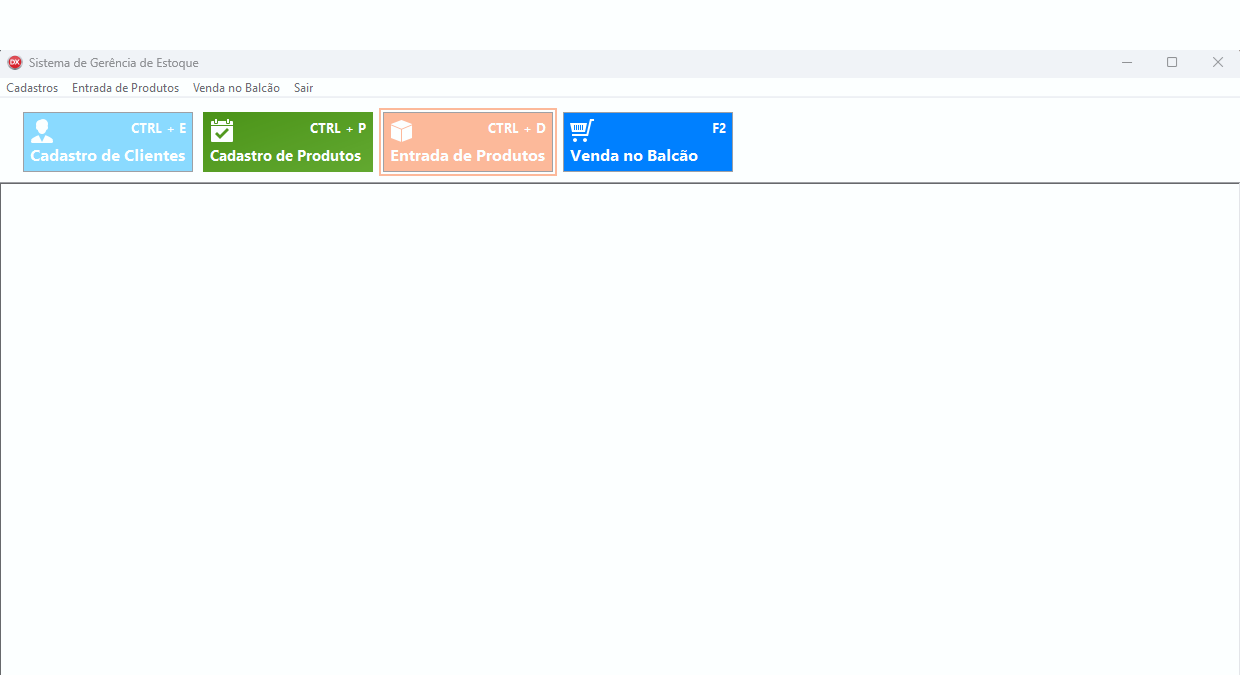 DX Sistema de Gerência de Estoque
Cadastros Entrada de Produtos Venda no Balcão Sair
CTRL + E
Cadastro de Clientes
CTRL + P
Cadastro de Produtos
CTRL + D
Entrada de Produtos
F2
Venda no Balcão